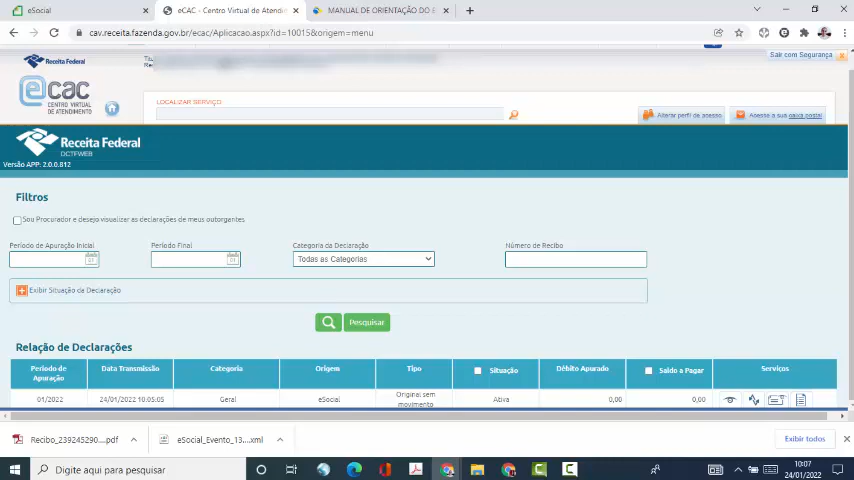 eSocial
eCAC - Centro Virtual de Atendim
MANUAL DE ORIENTAÇÃO DO E
cav.receita.fazenda.gov.br/ecac/Aplicacao.aspx?id=10015&origem=menu
Receita Federal
Sair com Segurança
eCAC
CENTRO VIRTUAL
DE ATENDIMENTO
LOCALIZAR SERVIÇO
Alterar perfil de acesso
Acesse a sua caixa postal
Receita Federal
DCTFWEB
Versão APP: 2.0.0.812
Filtros
Sou Procurador e desejo visualizar as declarações de meus outorgantes.
Período de Apuração Inicial
Período Final
Categoria da Declaração
Número de Recibo
Todas as Categorias
Exibir Situação da Declaração
Pesquisar
Relação de Declarações
Período de Apuração
Data Transmissão
Categoria
Origem
Tipo
Situação
Débito Apurado
Saldo a Pagar
Serviços
01/2022
24/01/2022 10.05.05
Geral
eSocial
Original sem movimento
Ativa
0,00
0,00
Recibo_239245290....pdf
eSocial_Evento_13....xml
Exibir todos
Digite aqui para pesquisar
10:07
24/01/2022